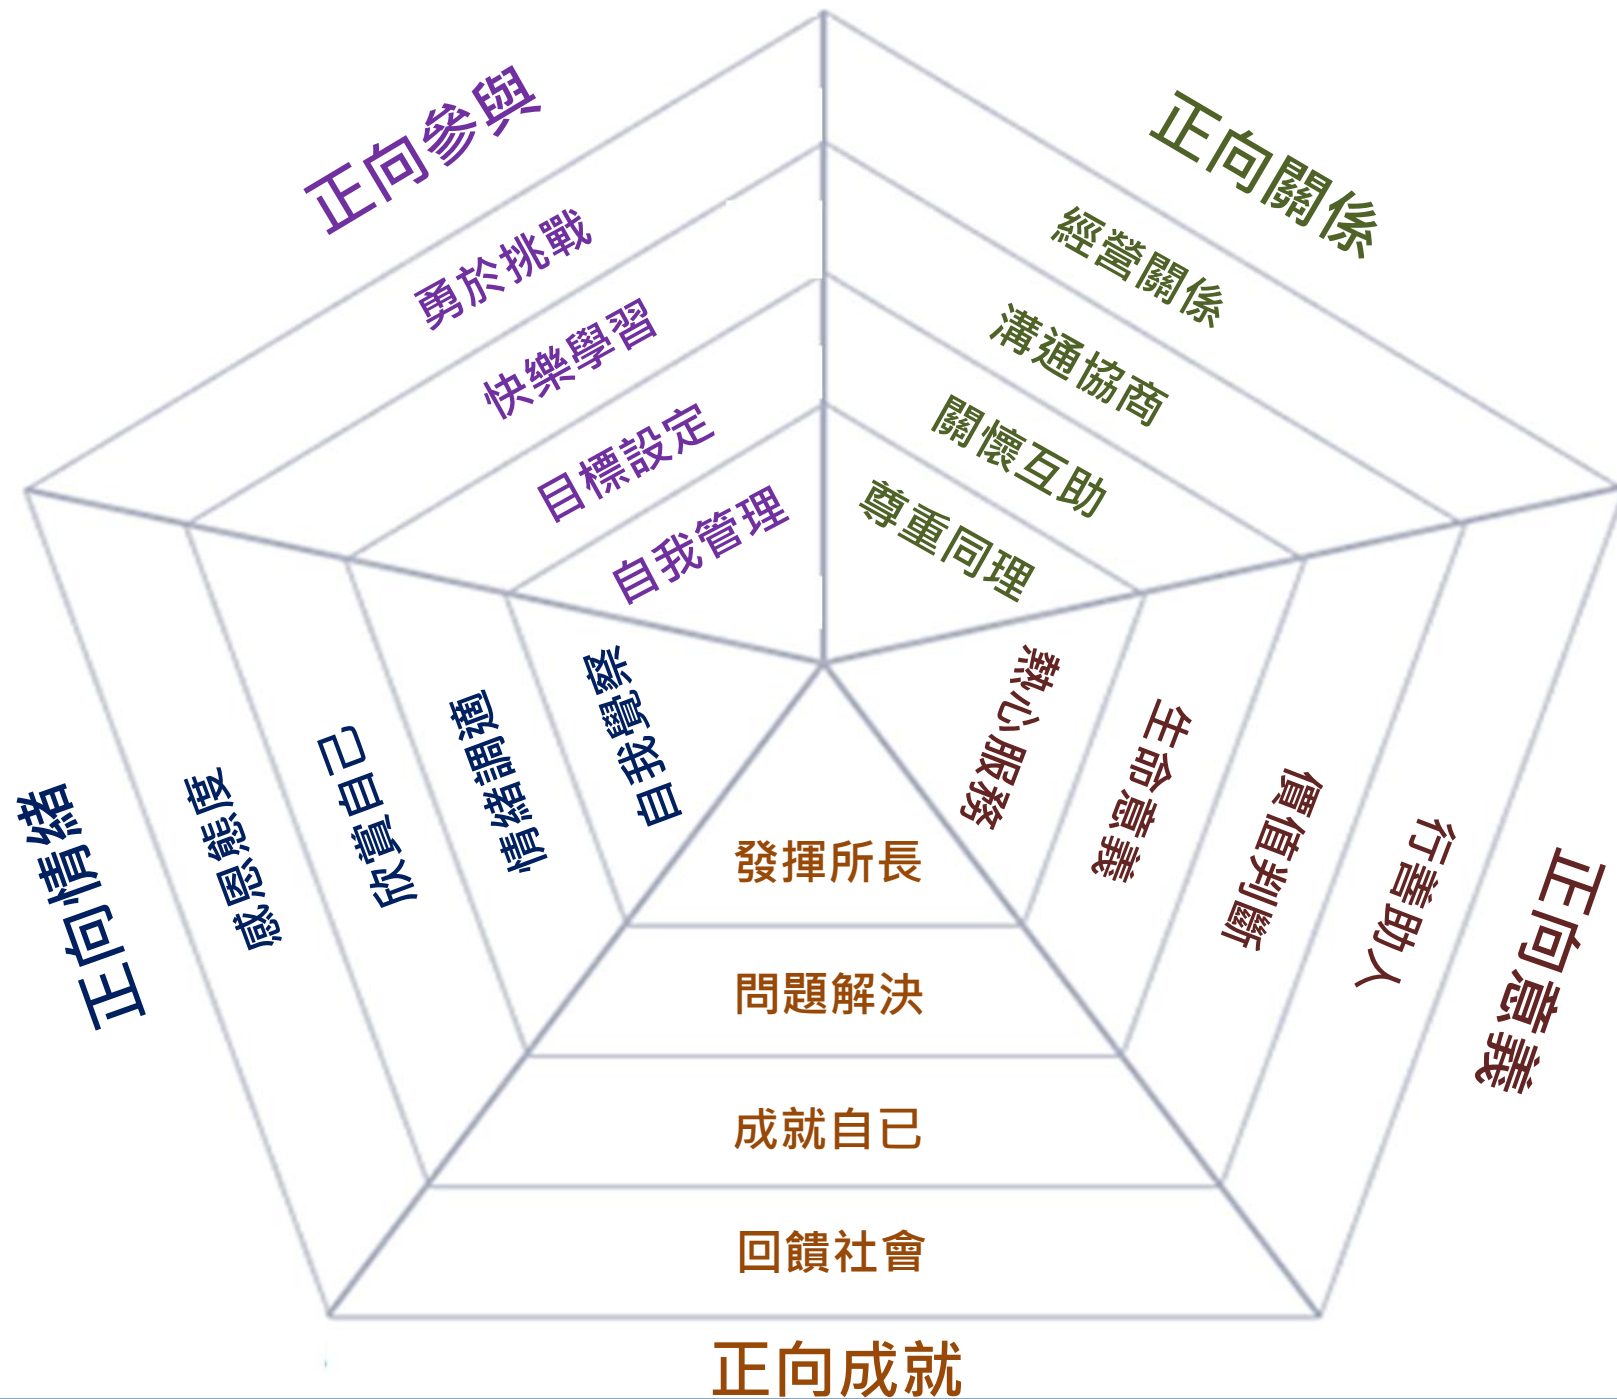 正向參與
勇於挑戰
快樂學習
目標設定
自我管理
正向關係
經營關係
溝通協商
關懷互助
尊重同理
正向情緒
感恩態度
欣賞自己
情緒調適
自我覺察
熱心服務
生命意義
價值判斷
行善助人
正向意義
發揮所長
問題解決
成就自已
回饋社會
正向成就